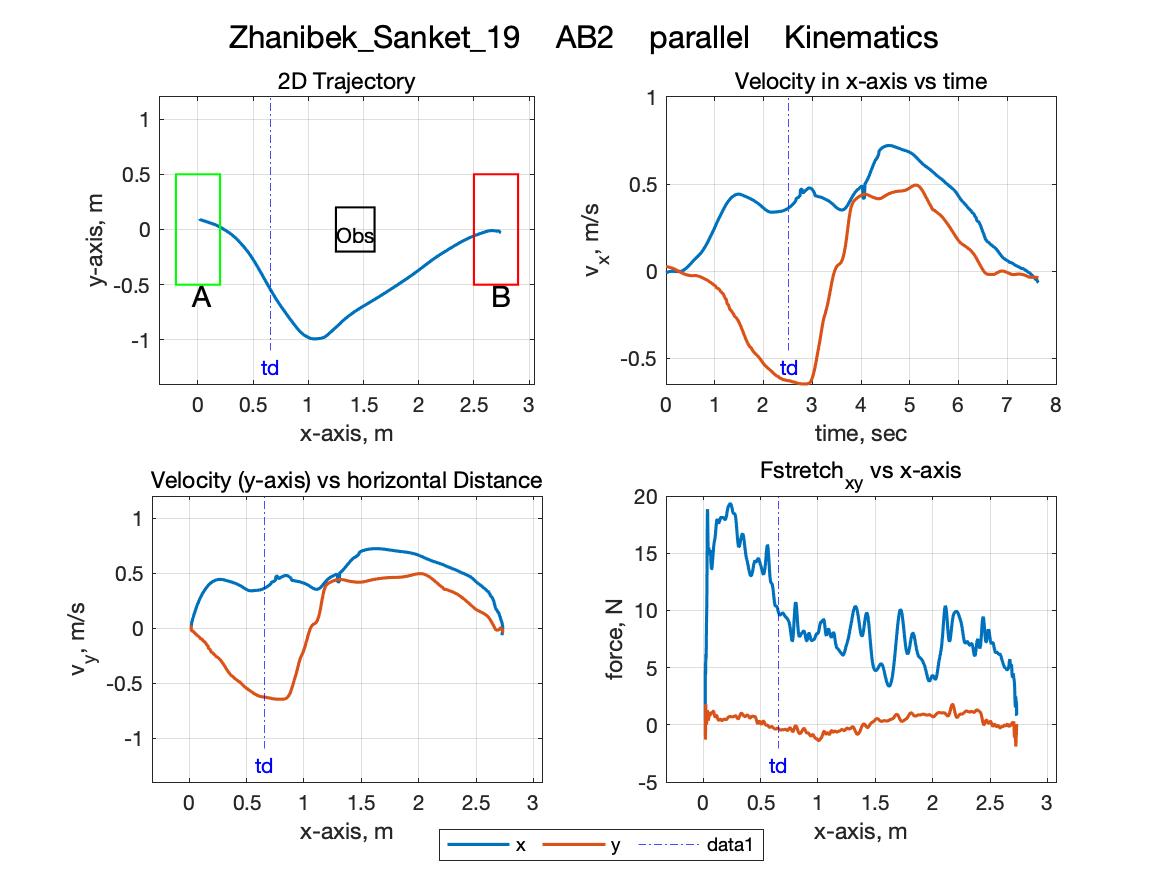 Zhanibek_Sanket_19 AB2 parallel Kinematics
2D Trajectory
1
0.5
0
-0.5
-1
y-axis, m
A
Obs
B
td
0 0.5 1 1.5 2 2.5 3
x-axis, m
Velocity in x-axis vs time
1
0.5
0
-0.5
v_x, m/s
td
0 1 2 3 4 5 6 7 8
time, sec
Velocity (y-axis) vs horizontal Distance
1
0.5
0
-0.5
-1
v_y, m/s
td
0 0.5 1 1.5 2 2.5 3
x-axis, m
Fstretch_xy vs x-axis
20
15
10
5
0
-5
force, N
td
0 0.5 1 1.5 2 2.5 3
x-axis, m
x y data1